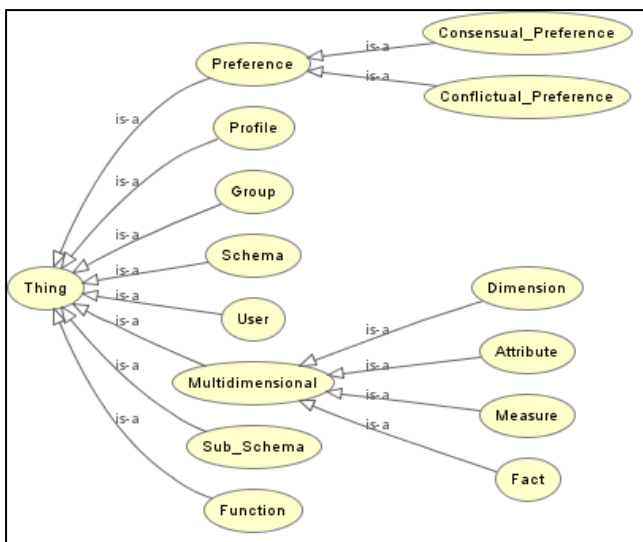 Consensual_Preference
is-a
Preference
is-a
Conflictual_Preference
is-a
Profile
is-a
Group
is-a
Schema
is-a
Thing
is-a
User
is-a
Dimension
is-a
Multidimensional
is-a
Attribute
is-a
Measure
is-a
Fact
is-a
Sub_Schema
is-a
Function
is-a